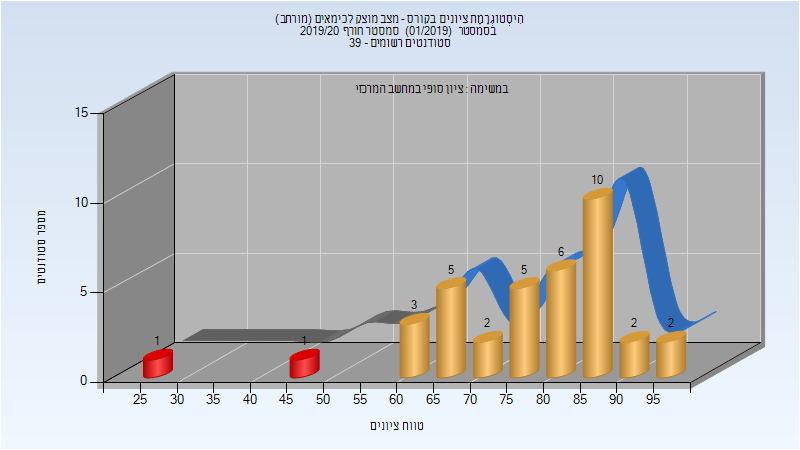 היסטוגרמת ציונים בקורס - מצב מוצק לכימאים (מורחב)
בסמסטר (01/2019) סמסטר חורף 2019/20
סטודנטים רשומים - 39
במשימה : ציון סופי במחשב המרכזי
מספר סטודנטים
15
10
5
0
1
1
3
5
2
5
6
10
2
2
25 30 35 40 45 50 55 60 65 70 75 80 85 90 95
טווח ציונים